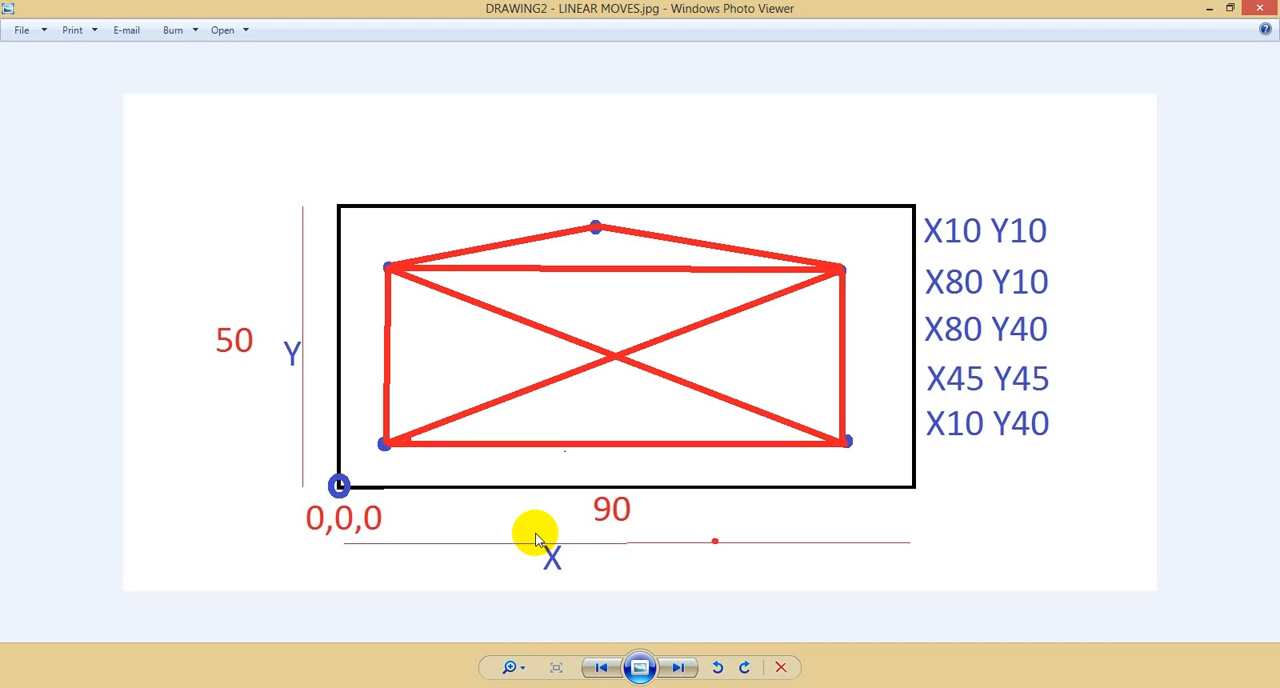 DRAWING2 - LINEAR MOVES.jpg - Windows Photo Viewer
File Print E-mail Burn Open
X10 Y10
X80 Y10
X80 Y40
X45 Y45
X10 Y40
50
Y
0,0,0
90
X